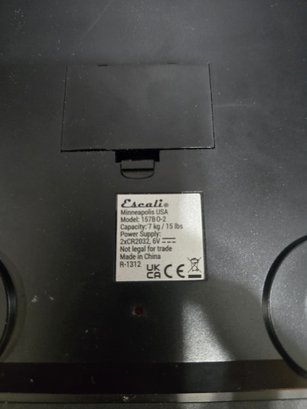 Escali®
Minneapolis USA
Model: 157BO-2
Capacity: 7 kg / 15 lbs
Power Supply:
2xCR2032, 6V
Not legal for trade
Made in China
R-1312
UK
CA CE